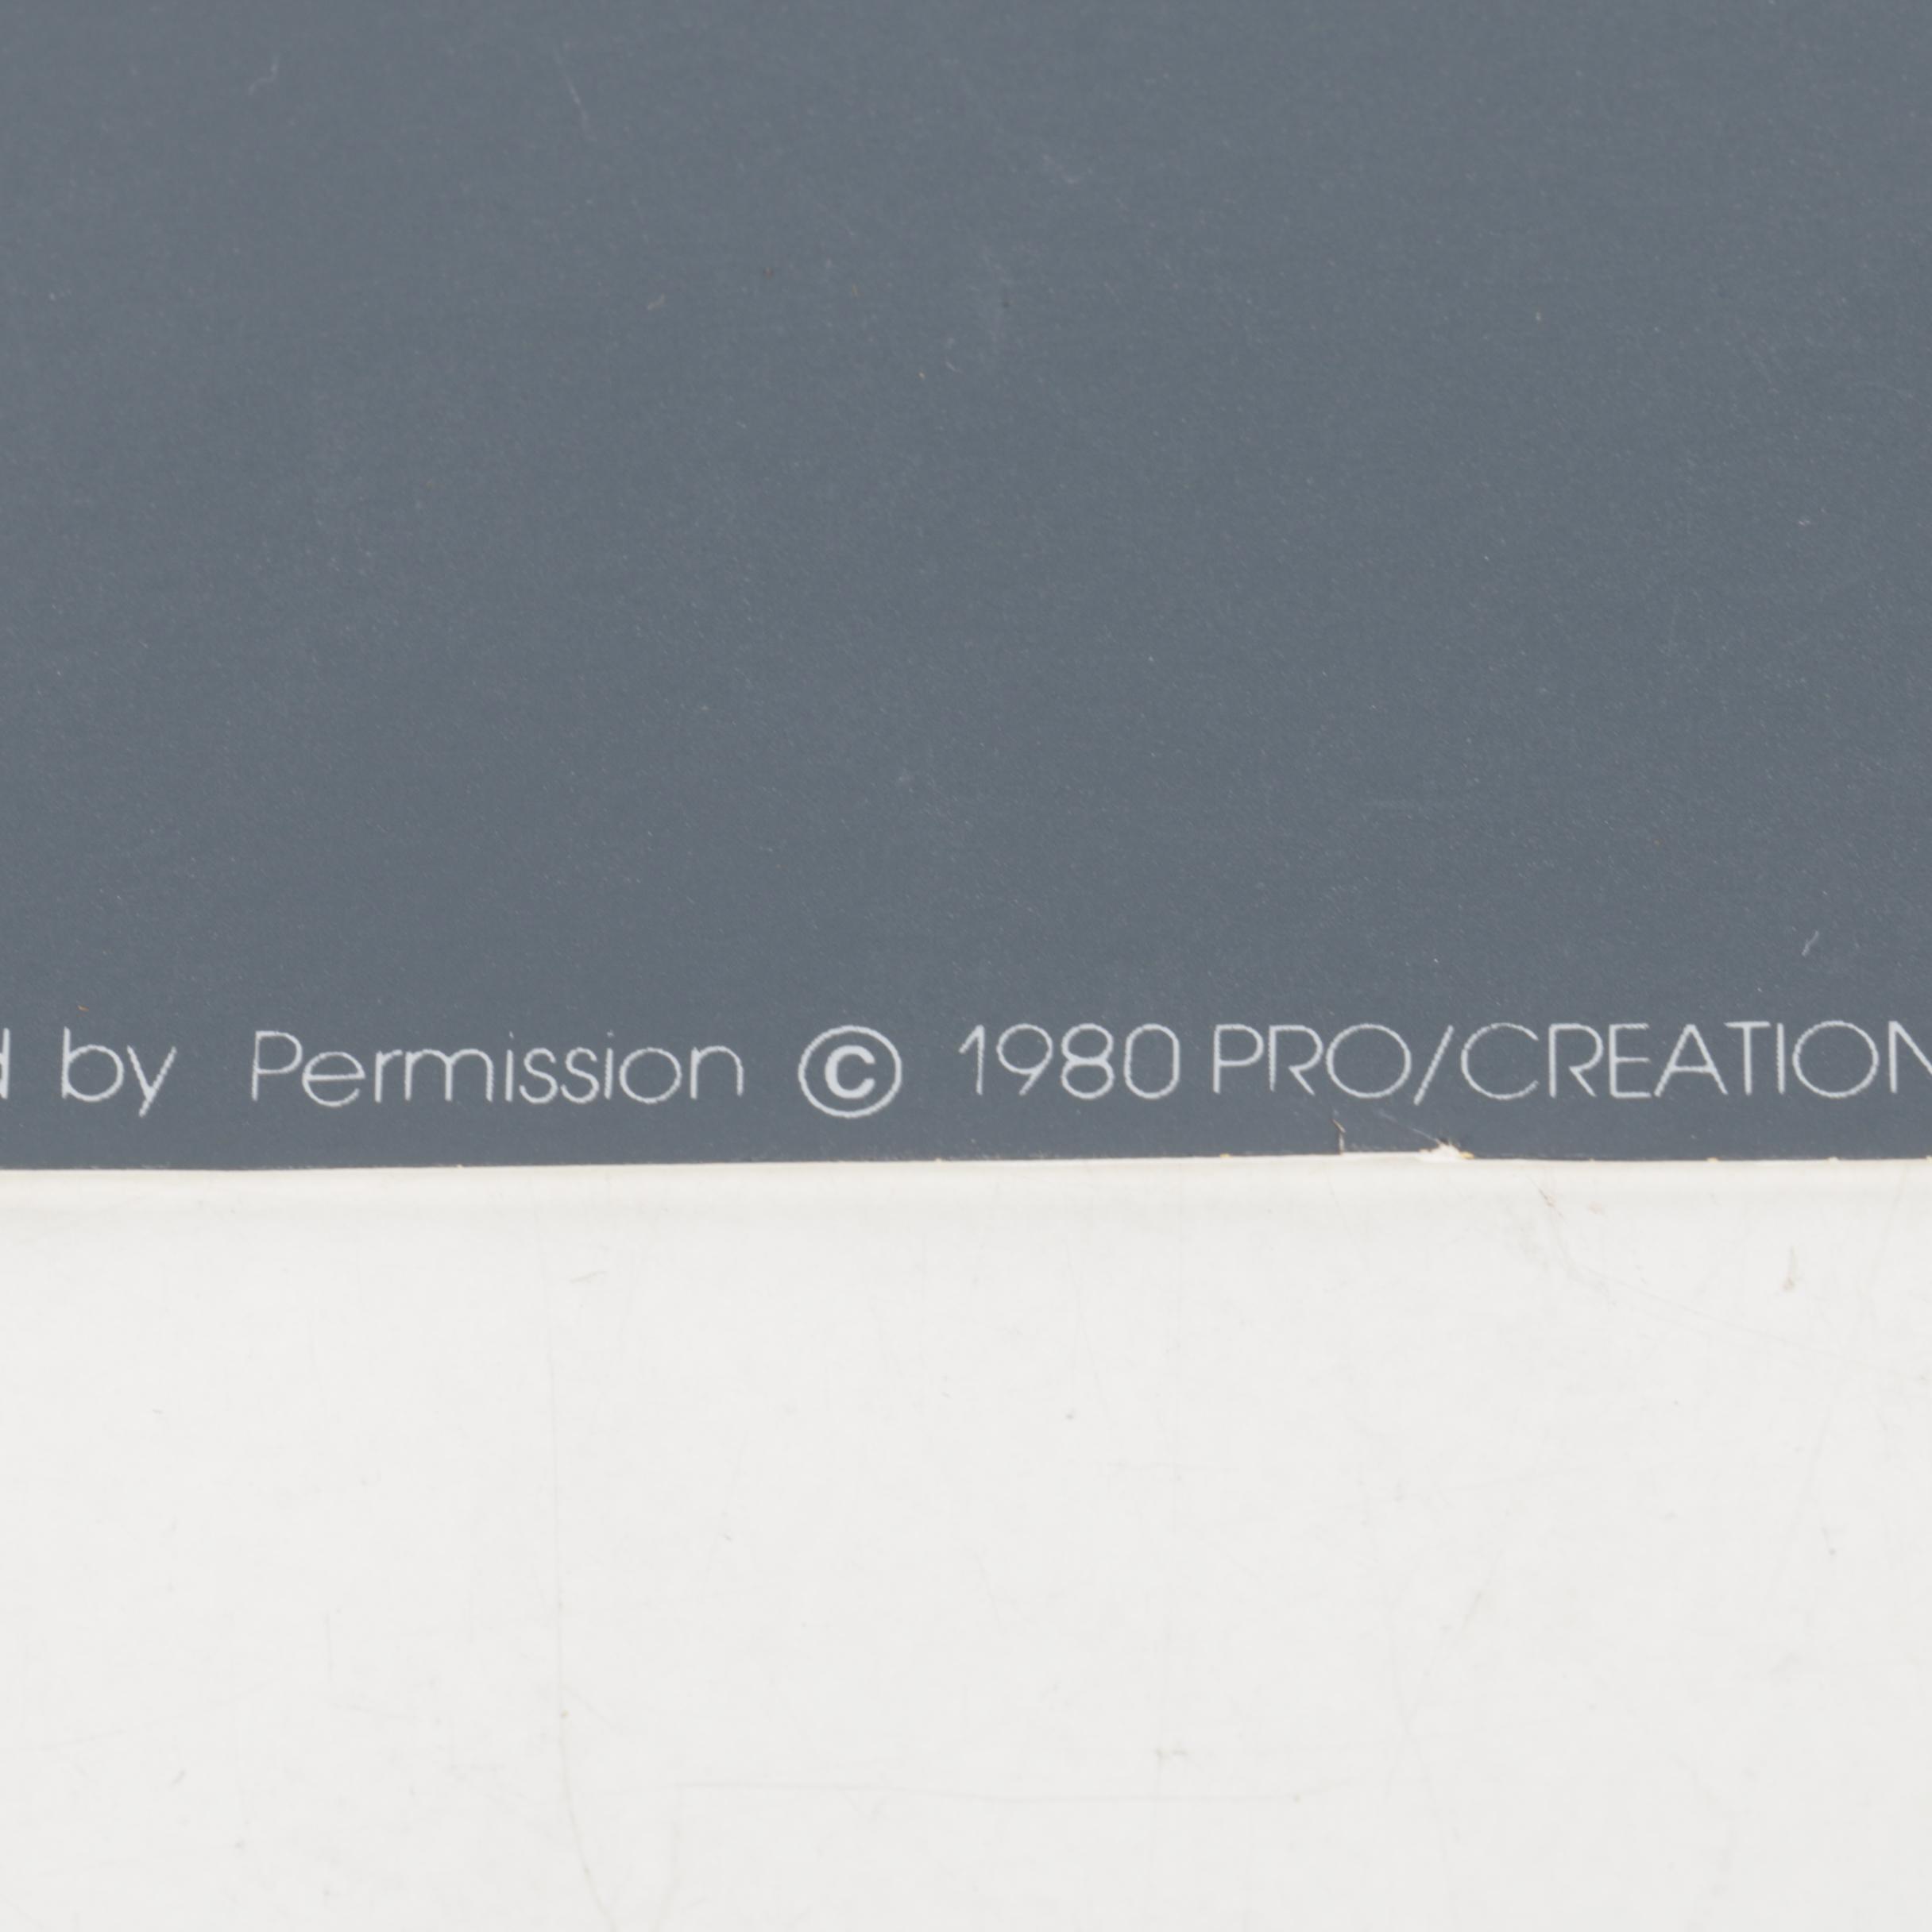 d by Permission © 1980 PRO/CREATION